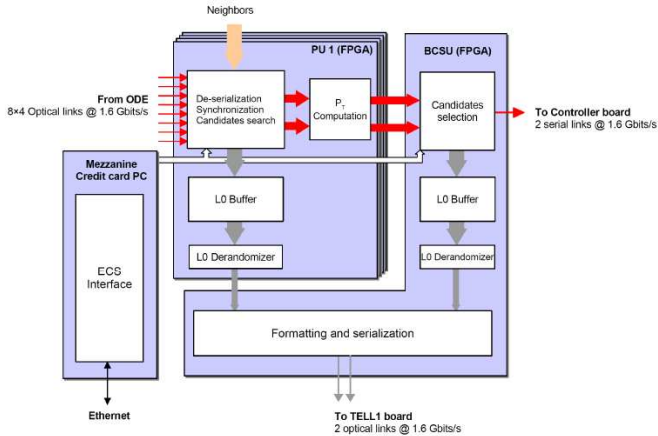 Neighbors
PU 1 (FPGA)
BCSU (FPGA)
From ODE
8×4 Optical links @ 1.6 Gbits/s
De-serialization
Synchronization
Candidates search
PT
Computation
Candidates
selection
To Controller board
2 serial links @ 1.6 Gbits/s
Mezzanine
Credit card PC
L0 Buffer
L0 Buffer
ECS
Interface
L0 Derandomizer
L0 Derandomizer
Formatting and serialization
Ethernet
To TELL1 board
2 optical links @ 1.6 Gbits/s